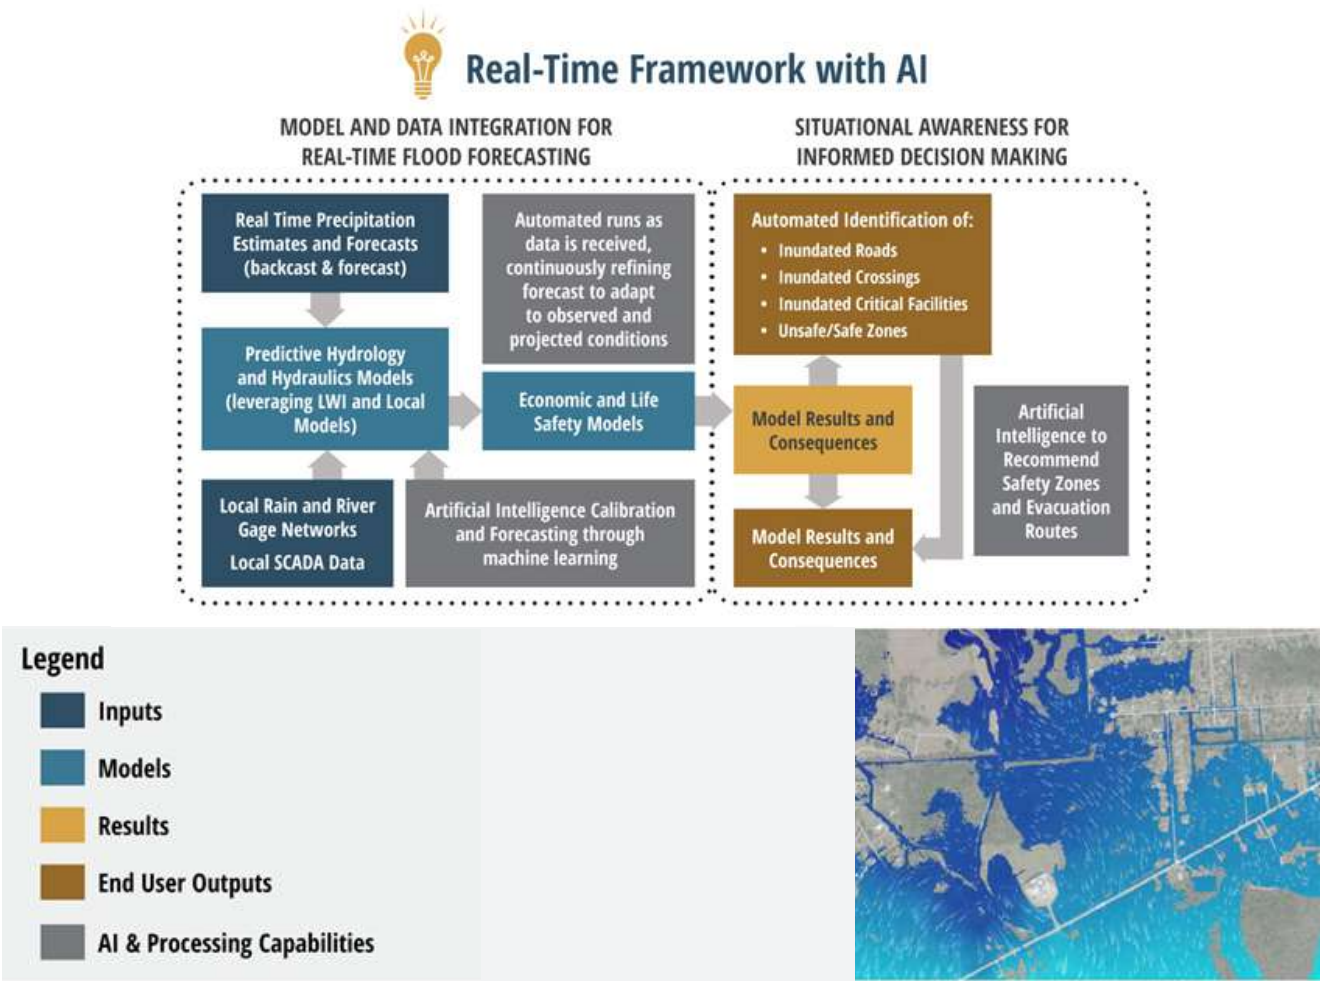 Real-Time Framework with AI
MODEL AND DATA INTEGRATION FOR
REAL-TIME FLOOD FORECASTING
Real Time Precipitation
Estimates and Forecasts
(backcast & forecast)
Automated runs as
data is received,
continuously refining
forecast to adapt
to observed and
projected conditions
Predictive Hydrology
and Hydraulics Models
(leveraging LWI and Local
Models)
Economic and Life
Safety Models
Local Rain and River
Gage Networks
Local SCADA Data
Artificial Intelligence Calibration
and Forecasting through
machine learning
SITUATIONAL AWARENESS FOR
INFORMED DECISION MAKING
Automated Identification of:
• Inundated Roads
• Inundated Crossings
• Inundated Critical Facilities
• Unsafe/Safe Zones
Model Results and
Consequences
Artificial
Intelligence to
Recommend
Safety Zones
and Evacuation
Routes
Model Results and
Consequences
Legend
Inputs
Models
Results
End User Outputs
AI & Processing Capabilities